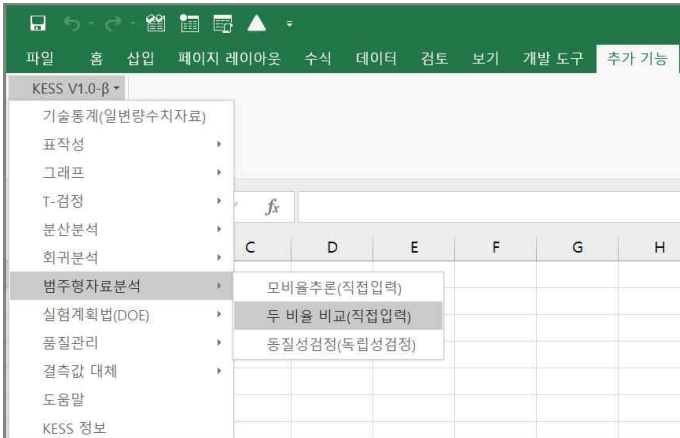 파일 홈 삽입 페이지 레이아웃 수식 데이터 검토 보기 개발 도구 추가 기능
KESS V1.0-β
기술통계(일변량수치자료)
표작성
그래프
T-검정
분산분석
회귀분석
범주형자료분석
실험계획법(DOE)
품질관리
결측값 대체
도움말
KESS 정보
모비율추론(직접입력)
두 비율 비교(직접입력)
동질성검정(독립성검정)
fx
C D E F G H